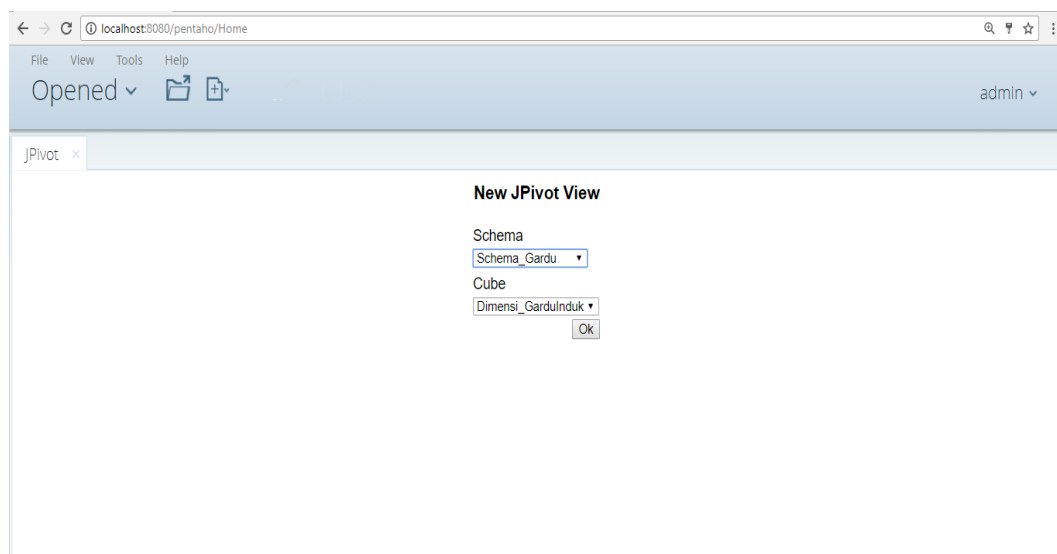 localhost:8080/pentaho/Home
File View Tools Help
Opened
admin
JPivot ×
New JPivot View
Schema
Schema_Gardu
Cube
Dimensi_GarduInduk
Ok